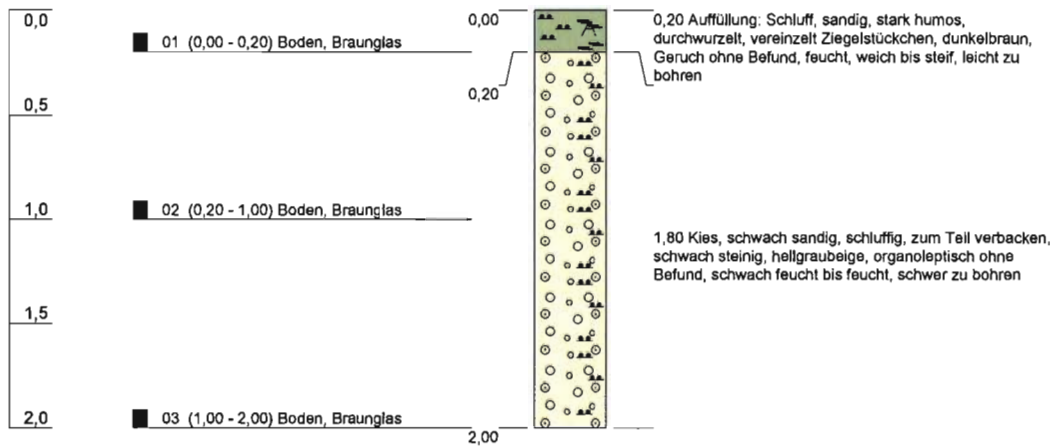 0,0
0,5
1,0
1,5
2,0
01 (0,00 - 0,20) Boden, Braunglas
02 (0,20 - 1,00) Boden, Braunglas
03 (1,00 - 2,00) Boden, Braunglas
0,00
0,20
2,00
0,20 Auffüllung: Schluff, sandig, stark humos,
durchwurzelt, vereinzelt Ziegelstückchen, dunkelbraun,
Geruch ohne Befund, feucht, weich bis steif, leicht zu
bohren
1,80 Kies, schwach sandig, schluffig, zum Teil verbacken,
schwach steinig, hellgraubeige, organoleptisch ohne
Befund, schwach feucht bis feucht, schwer zu bohren